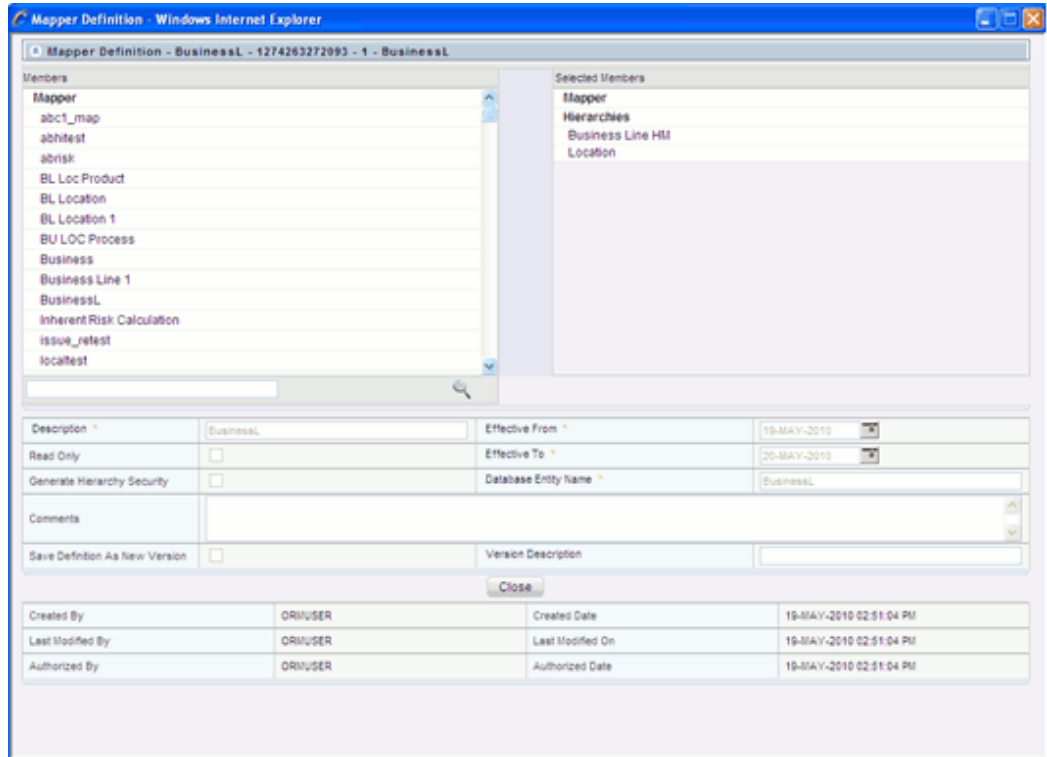 Mapper Definition - Windows Internet Explorer
Mapper Definition - BusinessL - 1274263272093 - 1 - BusinessL
Members
Mapper
abc1_map
abhitest
abrisk
BL Loc Product
BL Location
BL Location 1
BU LOC Process
Business
Business Line 1
BusinessL
Inherent Risk Calculation
issue_retest
localtest
Selected Members
Mapper
Hierarchies
Business Line HM
Location
Description * BusinessL Effective From * 19-MAY-2010
Read Only Effective To * 20-MAY-2010
Generate Hierarchy Security Database Entity Name * BusinessL
Comments
Save Definition As New Version Version Description
Close
Created By ORMUSER Created Date 19-MAY-2010 02:51:04 PM
Last Modified By ORMUSER Last Modified On 19-MAY-2010 02:51:04 PM
Authorized By ORMUSER Authorized Date 19-MAY-2010 02:51:04 PM